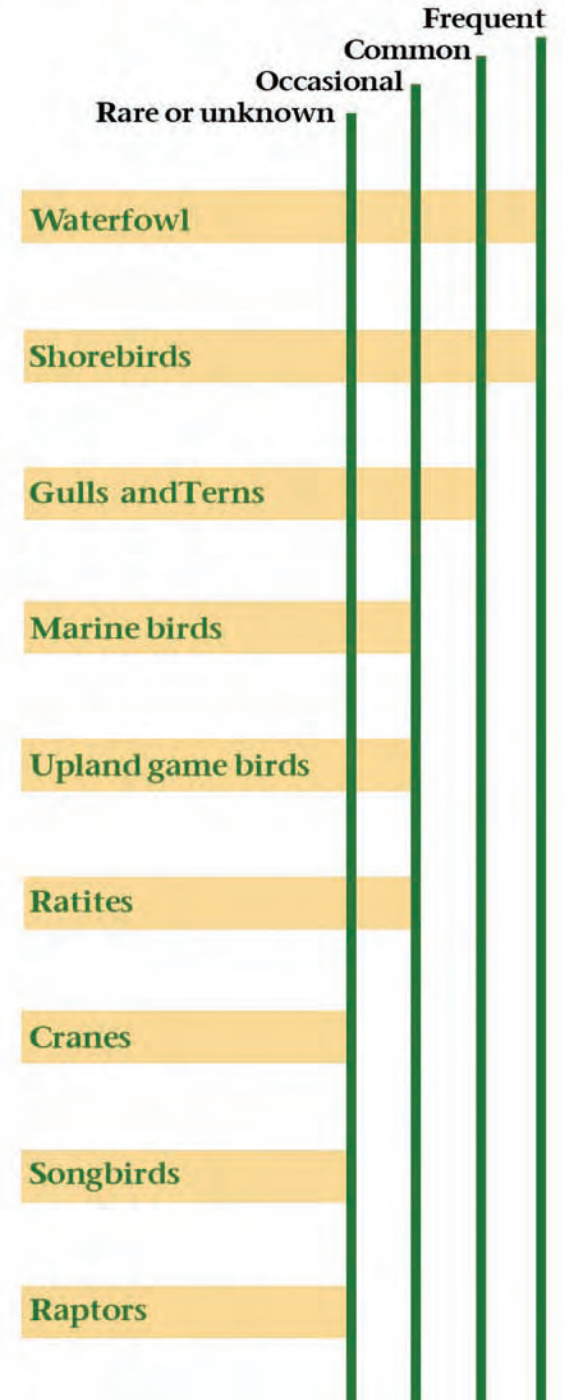 Frequent
Common
Occasional
Rare or unknown
Waterfowl
Shorebirds
Gulls andTerns
Marine birds
Upland game birds
Ratites
Cranes
Songbirds
Raptors